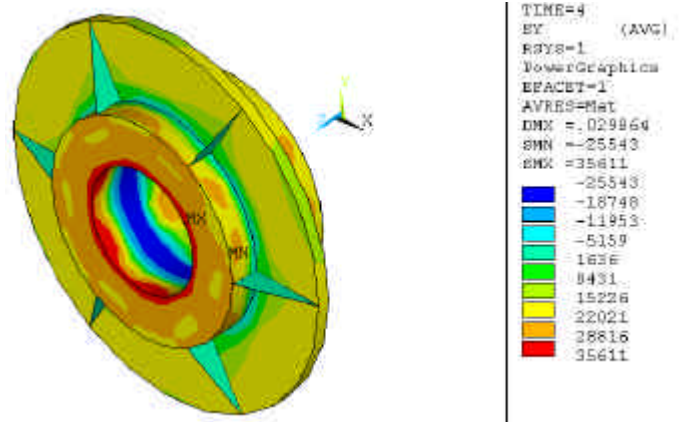 TIME=4
SY (AVG)
RSYS=1
PowerGraphics
EFACET=1
AVRES=Mat
DMX =.029864
SMN =-25543
SMX =35611
-25543
-18748
-11953
-5159
1636
8431
15226
22021
28816
35611
Y
Z X
MX
MN